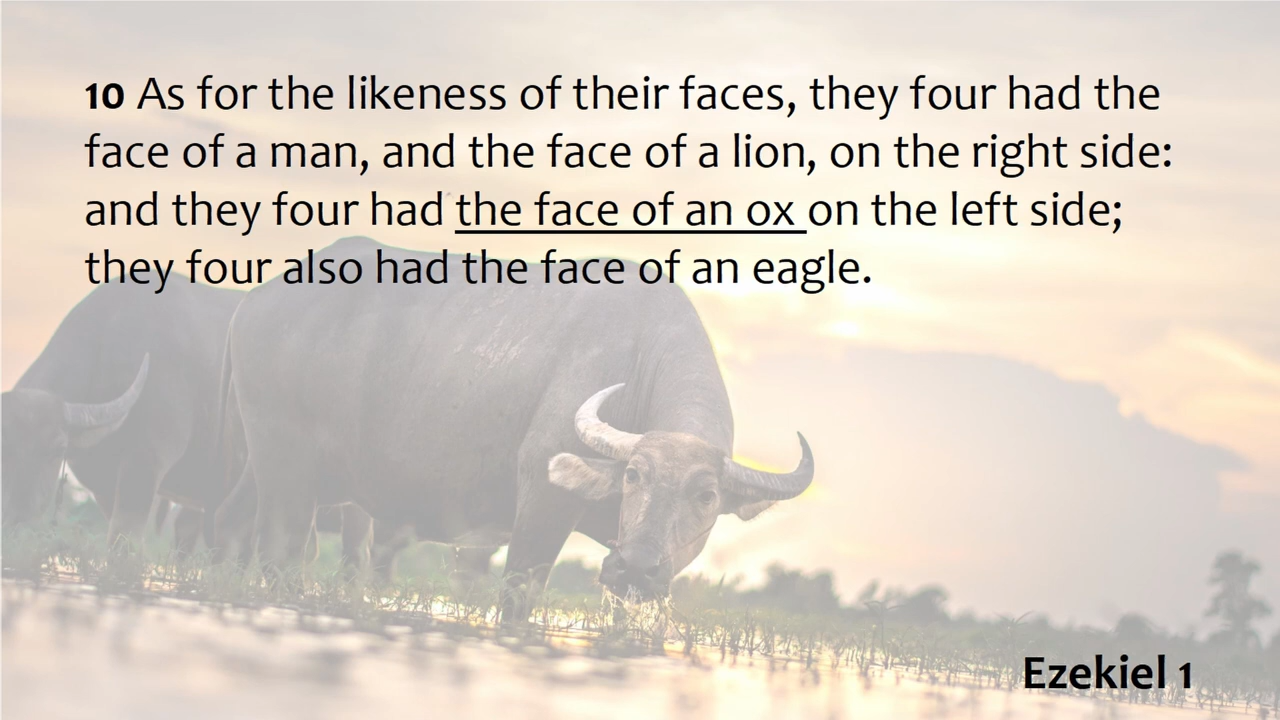 10 As for the likeness of their faces, they four had the
face of a man, and the face of a lion, on the right side:
and they four had the face of an ox on the left side;
they four also had the face of an eagle.
Ezekiel 1